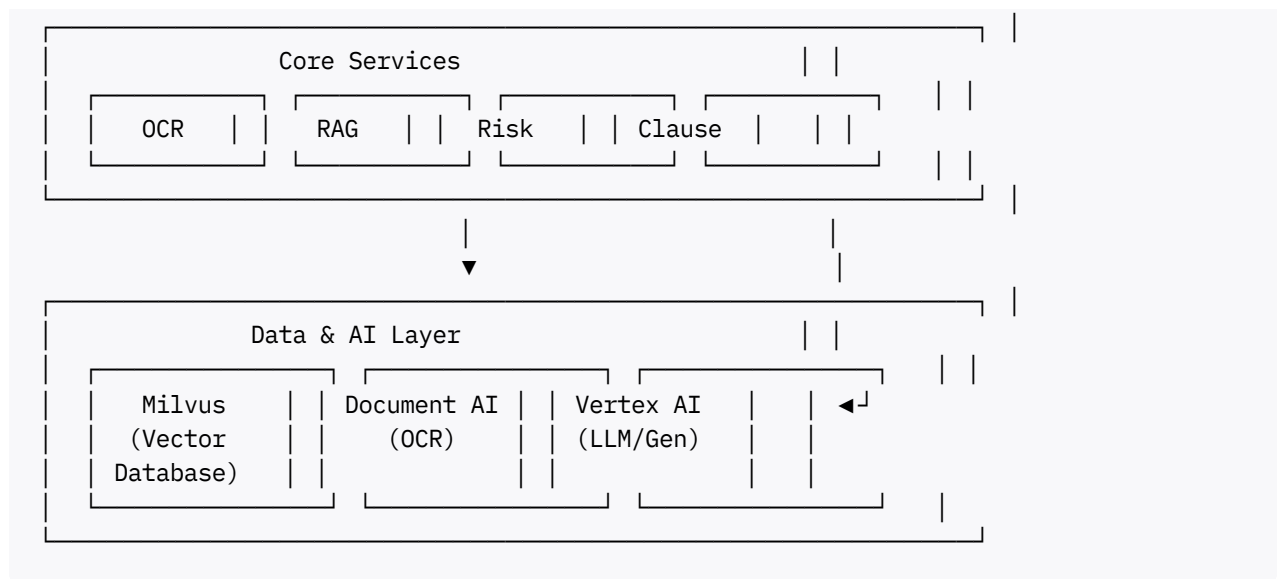 Core Services
OCR RAG Risk Clause
Data & AI Layer
Milvus Document AI Vertex AI
(Vector (OCR) (LLM/Gen)
Database)